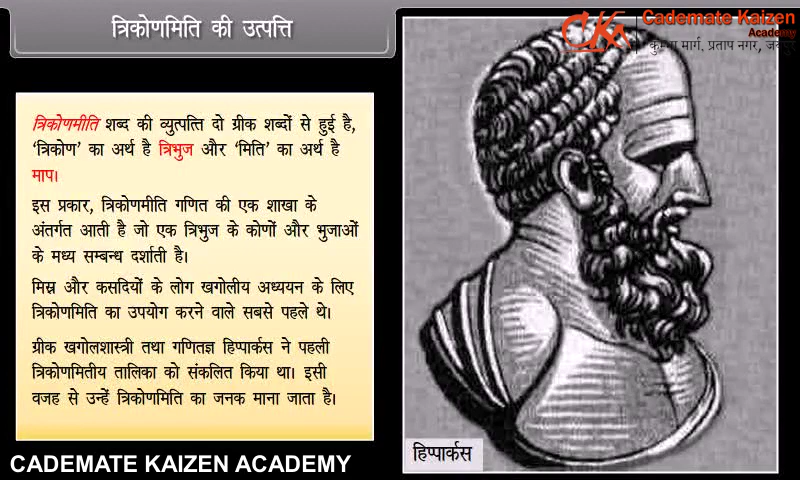 त्रिकोणमिति की उत्पत्ति
Cademate Kaizen
Academy
CKA
कुम्भा मार्ग, प्रताप नगर, जयपुर
त्रिकोणमीति शब्द की व्युत्पत्ति दो ग्रीक शब्दों से हुई है,
‘त्रिकोण’ का अर्थ है त्रिभुज और ‘मिति’ का अर्थ है
माप।
इस प्रकार, त्रिकोणमीति गणित की एक शाखा के
अंतर्गत आती है जो एक त्रिभुज के कोणों और भुजाओं
के मध्य सम्बन्ध दर्शाती है।
मिस्र और कसदियों के लोग खगोलीय अध्ययन के लिए
त्रिकोणमिति का उपयोग करने वाले सबसे पहले थे।
ग्रीक खगोलशास्त्री तथा गणितज्ञ हिप्पार्कस ने पहली
त्रिकोणमितीय तालिका को संकलित किया था। इसी
वजह से उन्हें त्रिकोणमिति का जनक माना जाता है।
हिप्पार्कस
CADEMATE KAIZEN ACADEMY